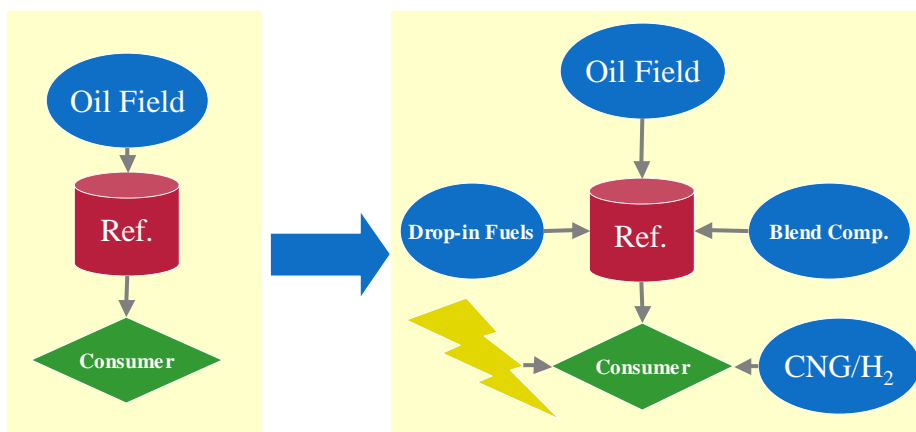 Oil Field
Ref.
Consumer
Oil Field
Drop-in Fuels
Ref.
Blend Comp.
Consumer
CNG/H₂